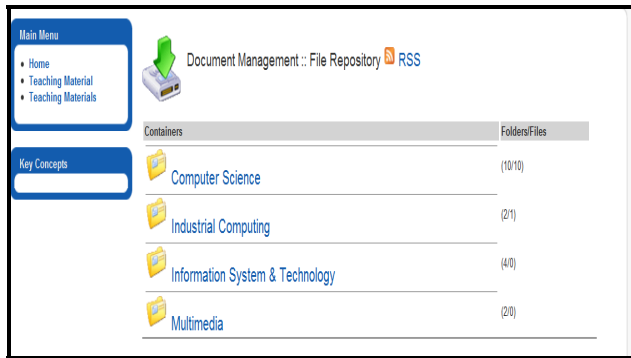 Main Menu
• Home
• Teaching Material
• Teaching Materials
Key Concepts
Document Management :: File Repository RSS
Containers Folders/Files
Computer Science (10/10)
Industrial Computing (2/1)
Information System & Technology (4/0)
Multimedia (2/0)